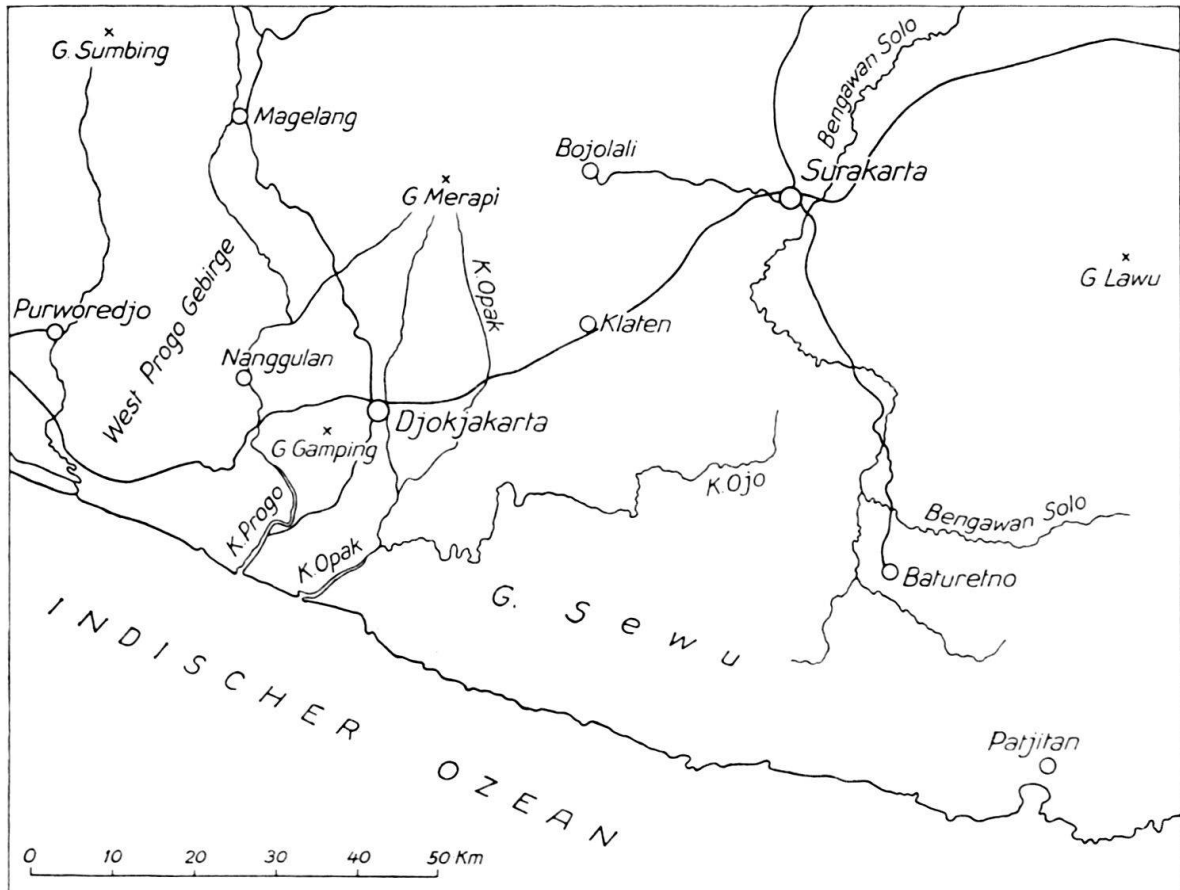 G. Sumbing
Magelang
Bengawan Solo
Bojolali
Surakarta
G. Merapi
West Progo Gebirge
K. Opak
G. Lawu
Purworedjo
Nanggulan
Klaten
Djokjakarta
G. Gamping
K. Progo
K. Ojo
K. Opak
Bengawan Solo
Baturetno
G. Sewu
INDISCHER OZEAN
Patjitan
0 10 20 30 40 50 Km